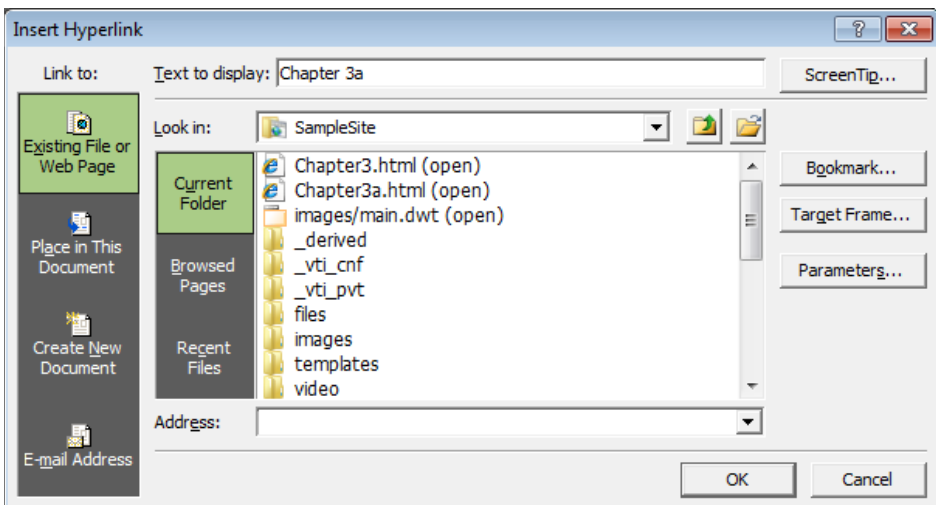 Insert Hyperlink
Link to:
Text to display: Chapter 3a
ScreenTip...
Existing File or
Web Page
Place in This
Document
Create New
Document
E-mail Address
Look in: SampleSite
Current
Folder
Browsed
Pages
Recent
Files
Chapter3.html (open)
Chapter3a.html (open)
images/main.dwt (open)
_derived
_vti_cnf
_vti_pvt
files
images
templates
video
Bookmark...
Target Frame...
Parameters...
Address:
OK
Cancel